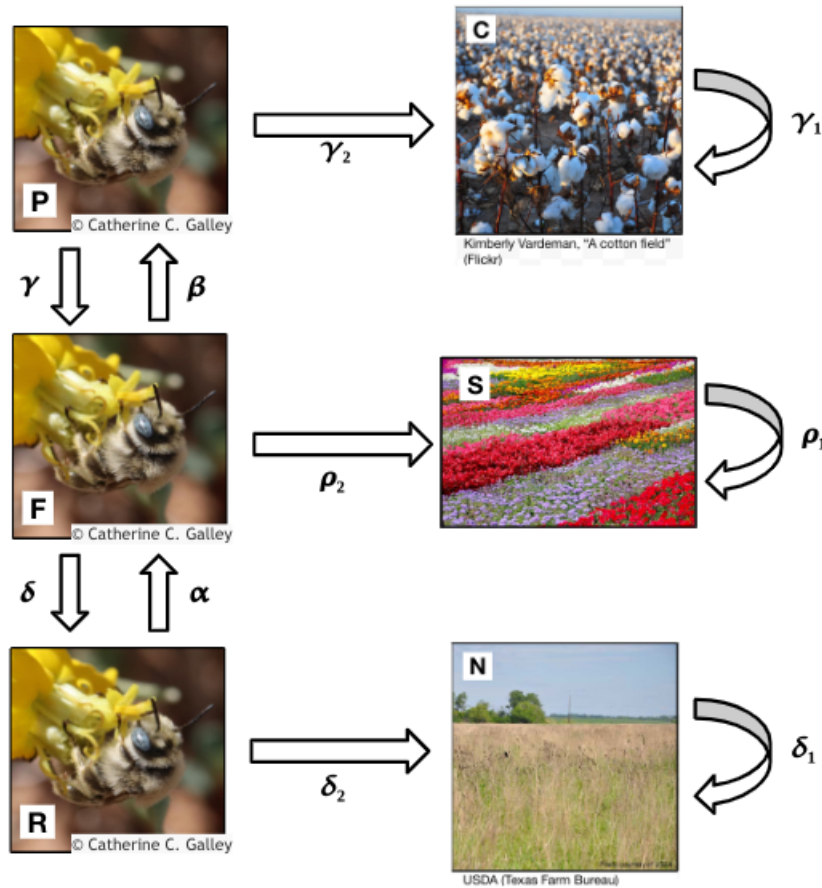 C
γ₁
γ₂
P
© Catherine C. Galley
Kimberly Vardeman, "A cotton field"
(Flickr)
γ
β
S
ρ₁
ρ₂
F
© Catherine C. Galley
δ
α
N
δ₁
δ₂
R
© Catherine C. Galley
USDA (Texas Farm Bureau)